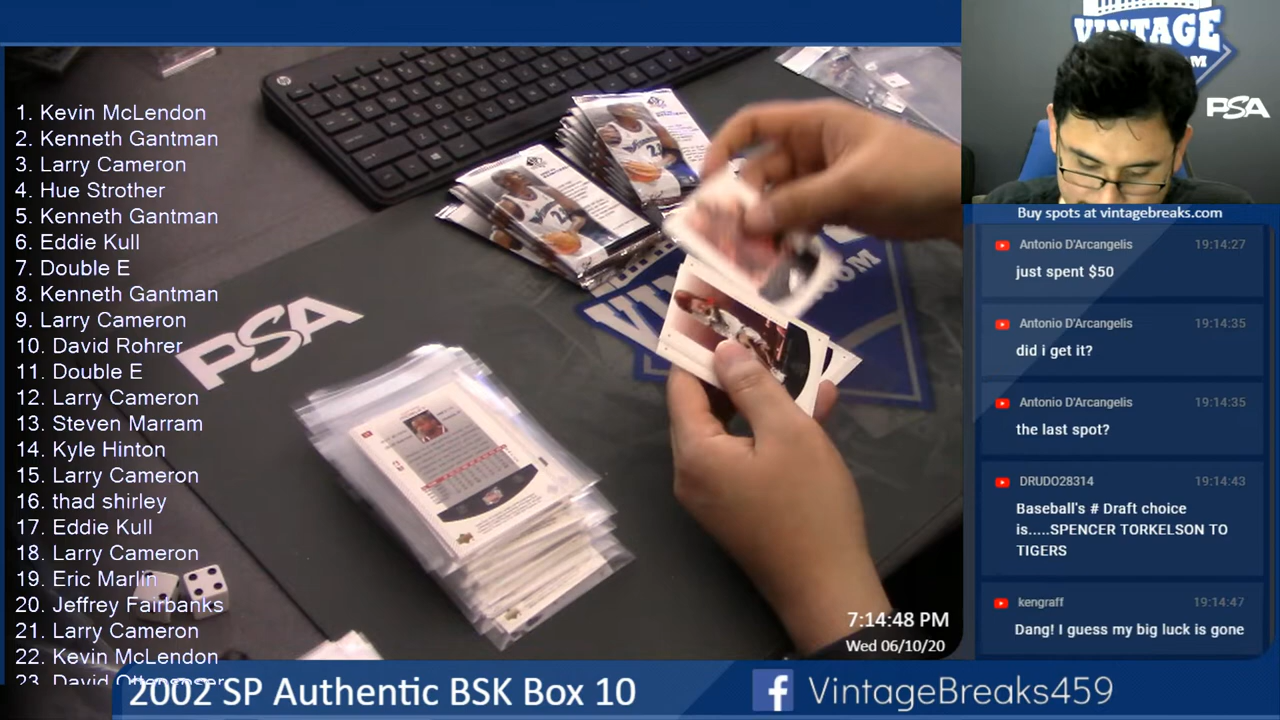 1. Kevin McLendon
2. Kenneth Gantman
3. Larry Cameron
4. Hue Strother
5. Kenneth Gantman
6. Eddie Kull
7. Double E
8. Kenneth Gantman
9. Larry Cameron
10. David Rohrer
11. Double E
12. Larry Cameron
13. Steven Marram
14. Kyle Hinton
15. Larry Cameron
16. thad shirley
17. Eddie Kull
18. Larry Cameron
19. Eric Marlin
20. Jeffrey Fairbanks
21. Larry Cameron
22. Kevin McLendon
23. David
PSA
7:14:48 PM
Wed 06/10/20
VINTAGE
PSA
Buy spots at vintagebreaks.com
Antonio D'Arcangelis 19:14:27
just spent $50
Antonio D'Arcangelis 19:14:35
did i get it?
Antonio D'Arcangelis 19:14:35
the last spot?
DRUDO28314 19:14:43
Baseball's # Draft choice
is.....SPENCER TORKELSON TO
TIGERS
kengraff 19:14:47
Dang! I guess my big luck is gone
2002 SP Authentic BSK Box 10
f VintageBreaks459